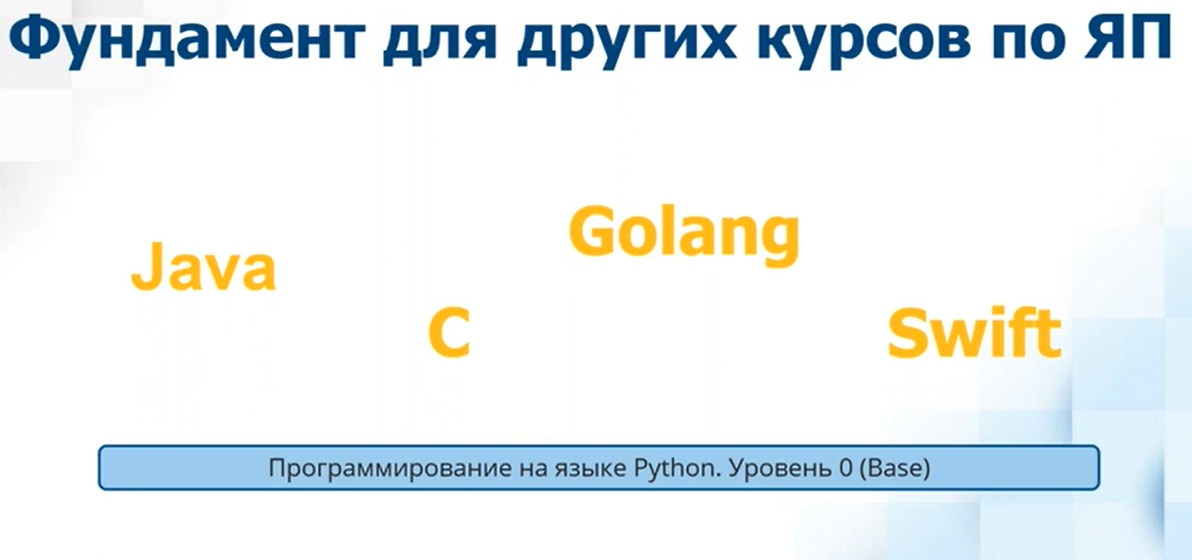 Фундамент для других курсов по ЯП
Golang
Java
C
Swift
Программирование на языке Python. Уровень 0 (Base)